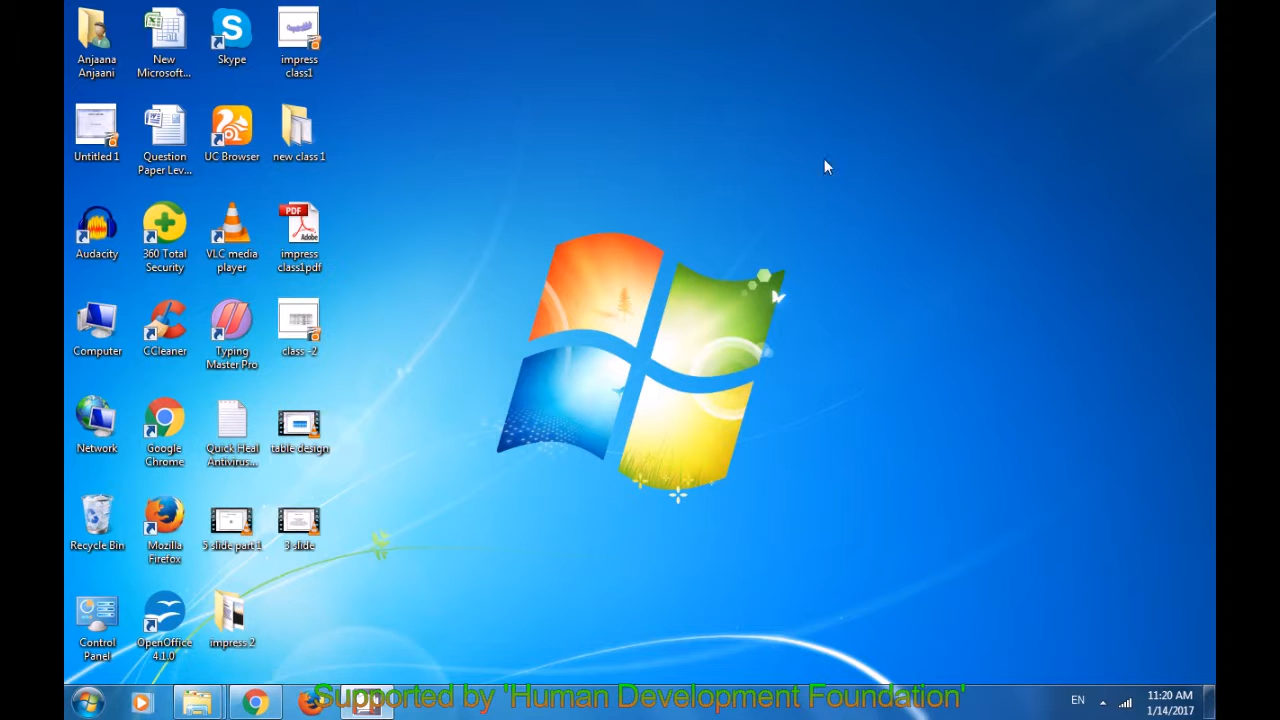 Anjaana
Anjaani
New
Microsoft...
Skype
impress
class1
Untitled 1
Question
Paper Lev...
UC Browser
new class 1
Audacity
360 Total
Security
VLC media
player
PDF
Adobe
impress
class1pdf
Computer
CCleaner
Typing
Master Pro
class -2
Network
Google
Chrome
Quick Heal
Antivirus...
table design
Recycle Bin
Mozilla
Firefox
5 slide part 1
3 slide
Control
Panel
OpenOffice
4.1.0
impress 2
Supported by 'Human Development Foundation'
EN
11:20 AM
1/14/2017